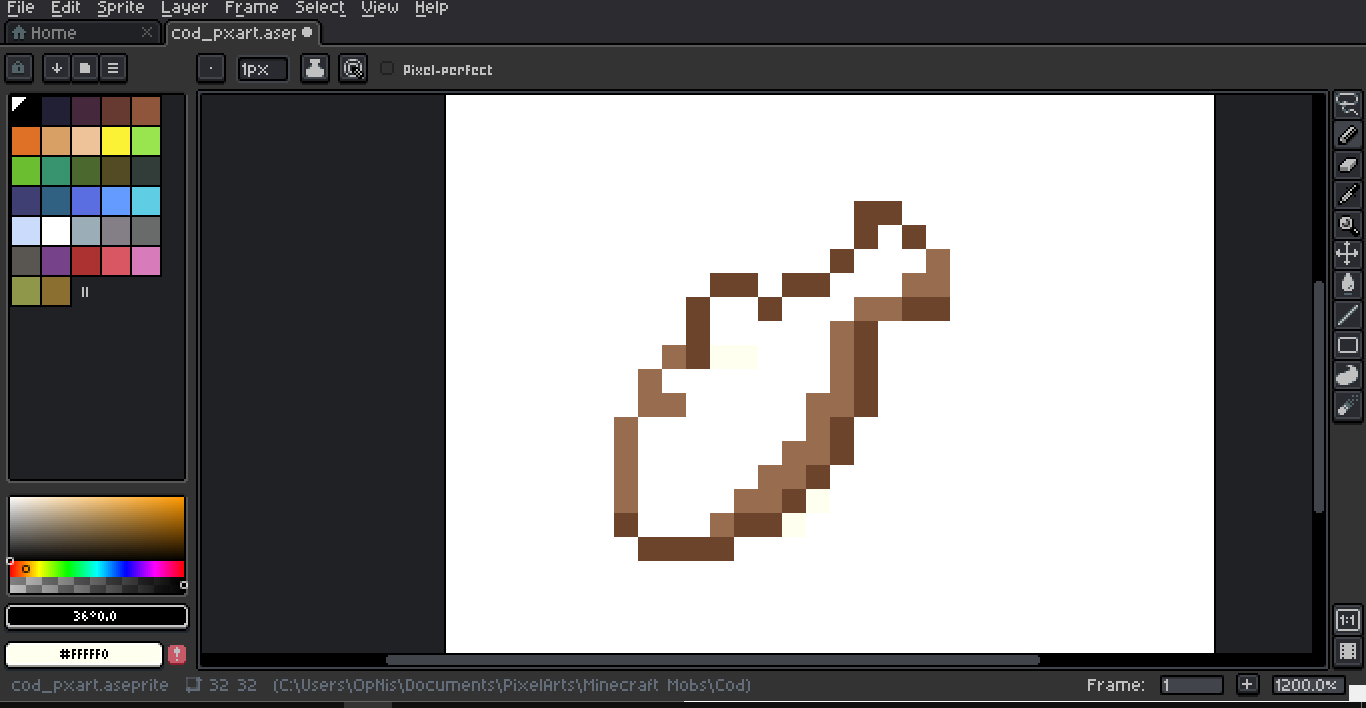 File Edit Sprite Layer Frame Select View Help
Home cod_pxart.asep
1px Pixel-perfect
36°0,0
#FFFFF0
1:1
cod_pxart.aseprite 32 32 (C:\Users\OpNis\Documents\PixelArts\Minecraft Mobs\Cod) Frame: 1 1200.0%